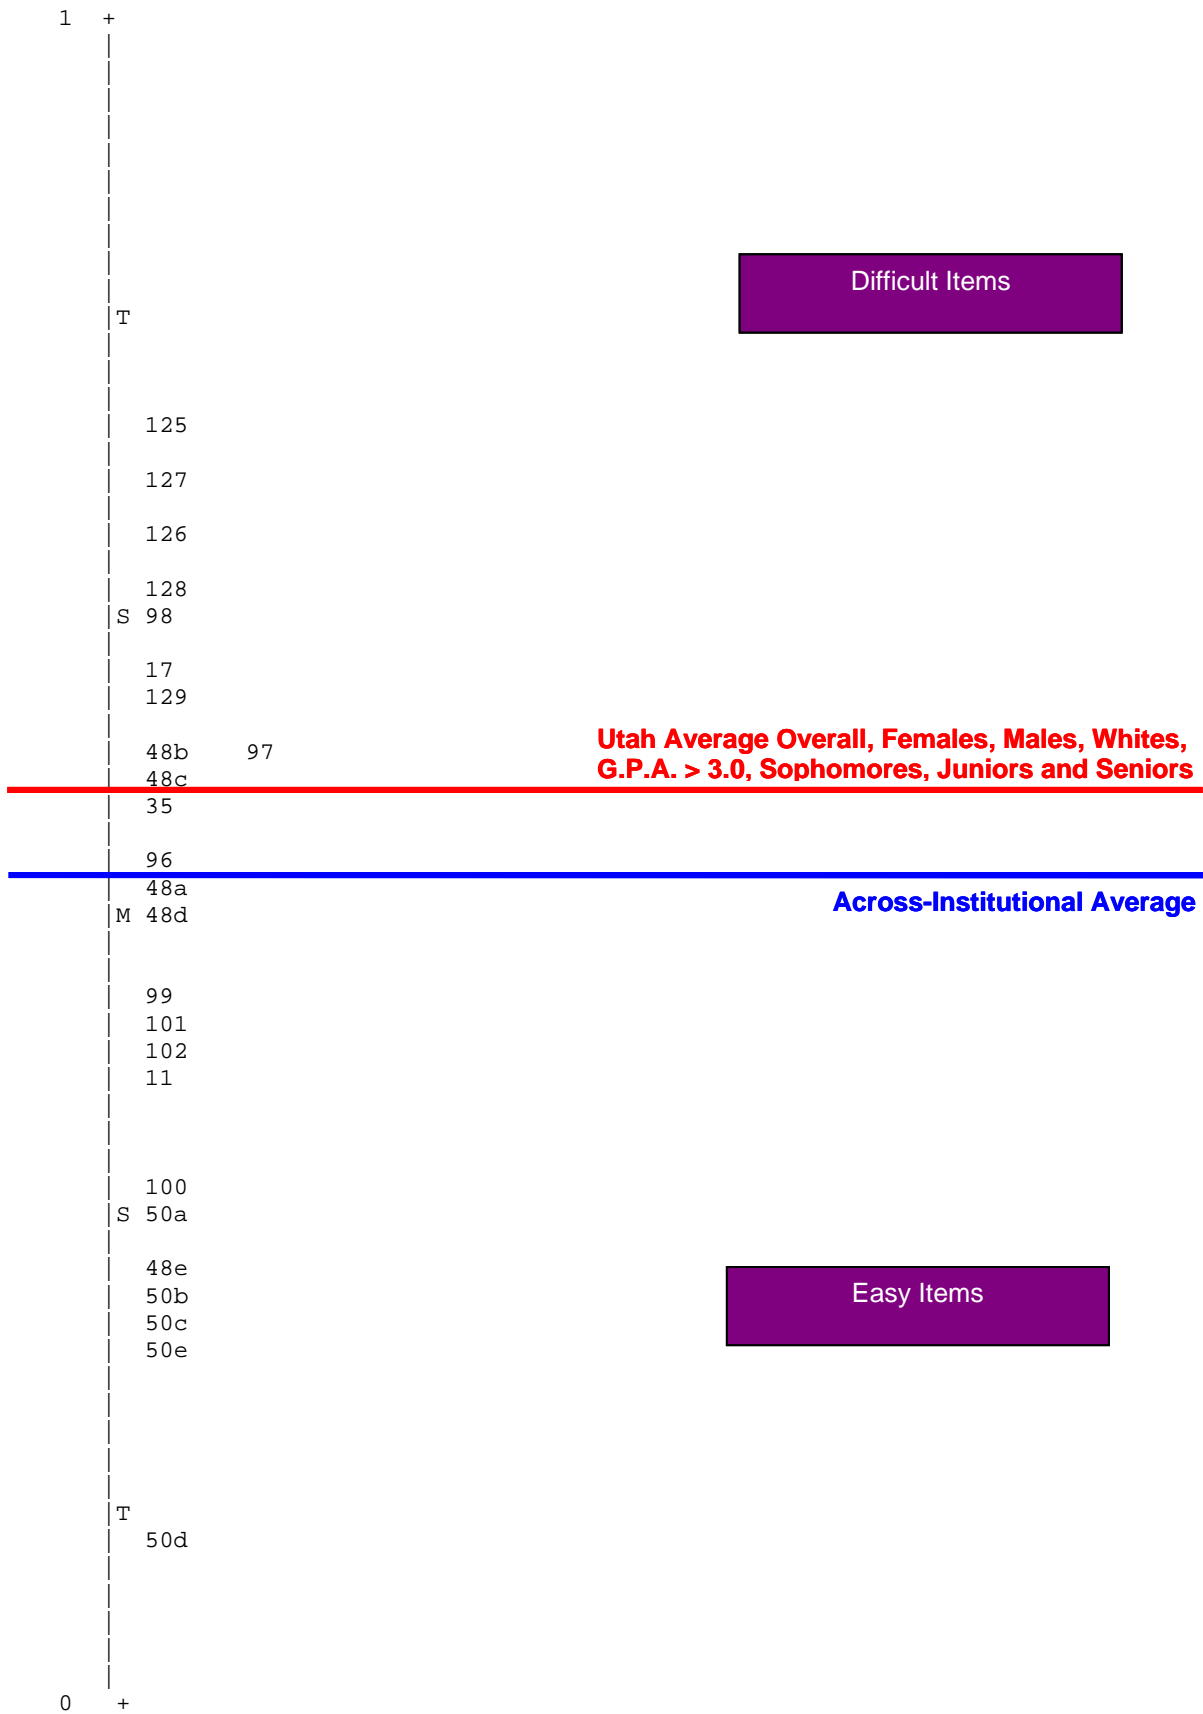 1 +
|
|
|
|
|
|
|
|
|
|
Difficult Items
|T
|
|
|
| 125
|
| 127
|
| 126
|
| 128
|S 98
|
| 17
| 129
|
Utah Average Overall, Females, Males, Whites,
| 48b 97
G.P.A. > 3.0, Sophomores, Juniors and Seniors
| 48c
| 35
|
| 96
| 48a
Across-Institutional Average
|M 48d
|
|
| 99
| 101
| 102
| 11
|
|
|
| 100
|S 50a
|
| 48e
| 50b
Easy Items
| 50c
| 50e
|
|
|
|
|
|T
| 50d
|
|
|
|
|
0 +